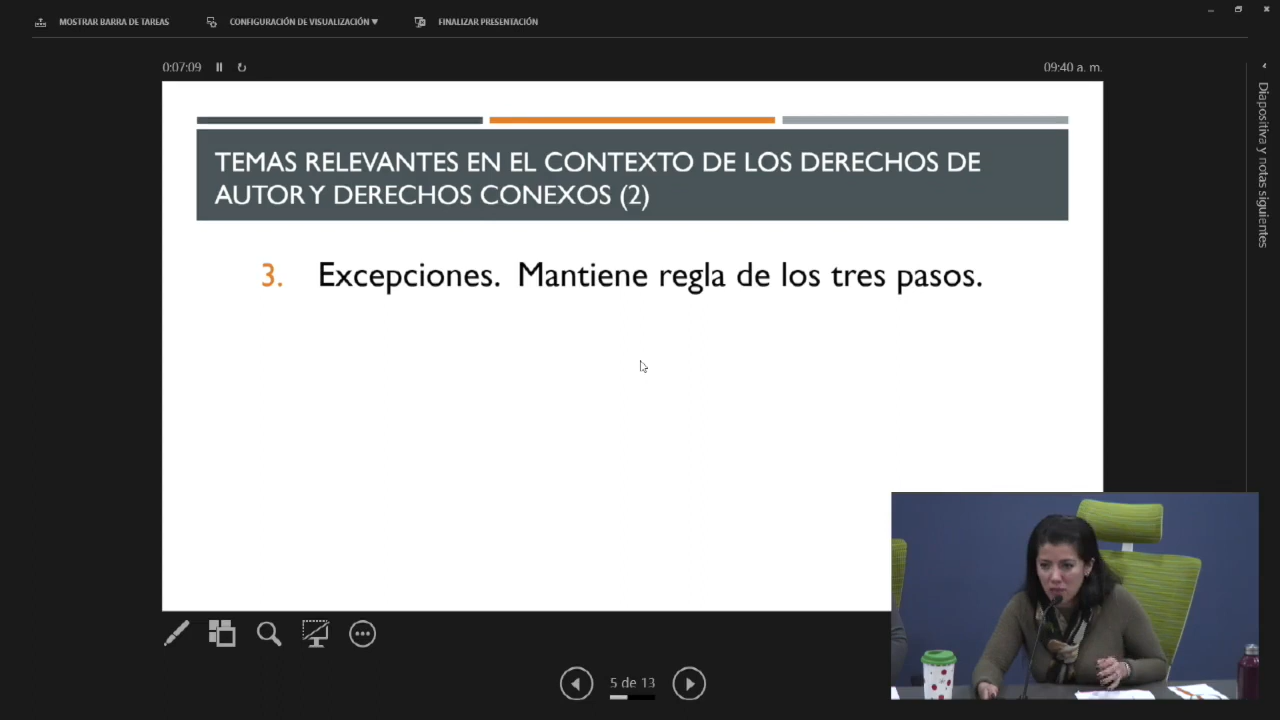 MOSTRAR BARRA DE TAREAS
CONFIGURACIÓN DE VISUALIZACIÓN ▼
FINALIZAR PRESENTACIÓN
0:07:09
09:40 a. m.
TEMAS RELEVANTES EN EL CONTEXTO DE LOS DERECHOS DE
AUTOR Y DERECHOS CONEXOS (2)
3. Excepciones. Mantiene regla de los tres pasos.
Diapositiva y notas siguientes
5 de 13